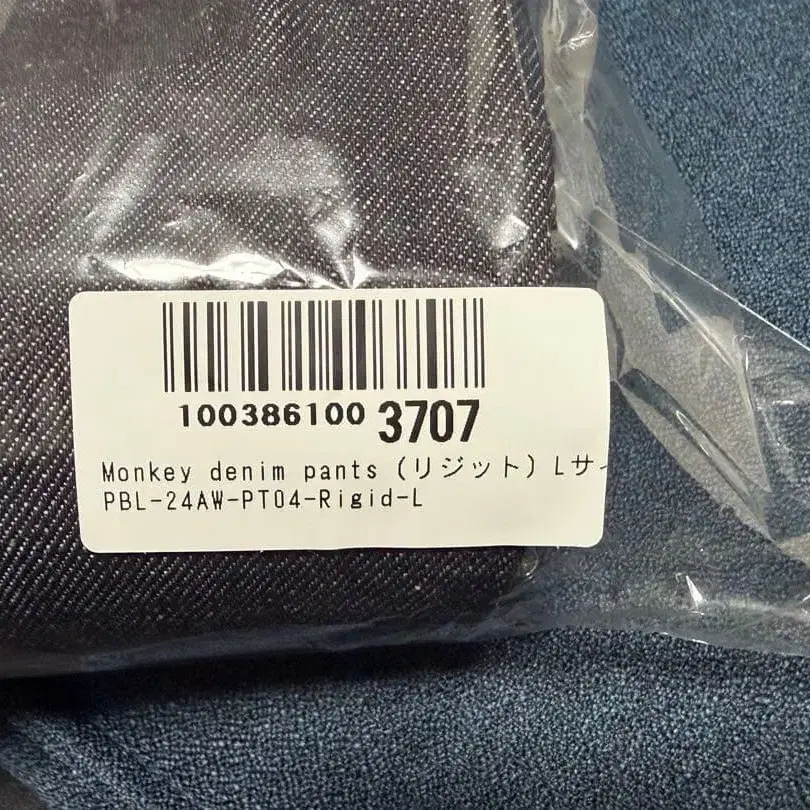 100386100 3707
Monkey denim pants (リジット) Lサ
PBL-24AW-PT04-Rigid-L